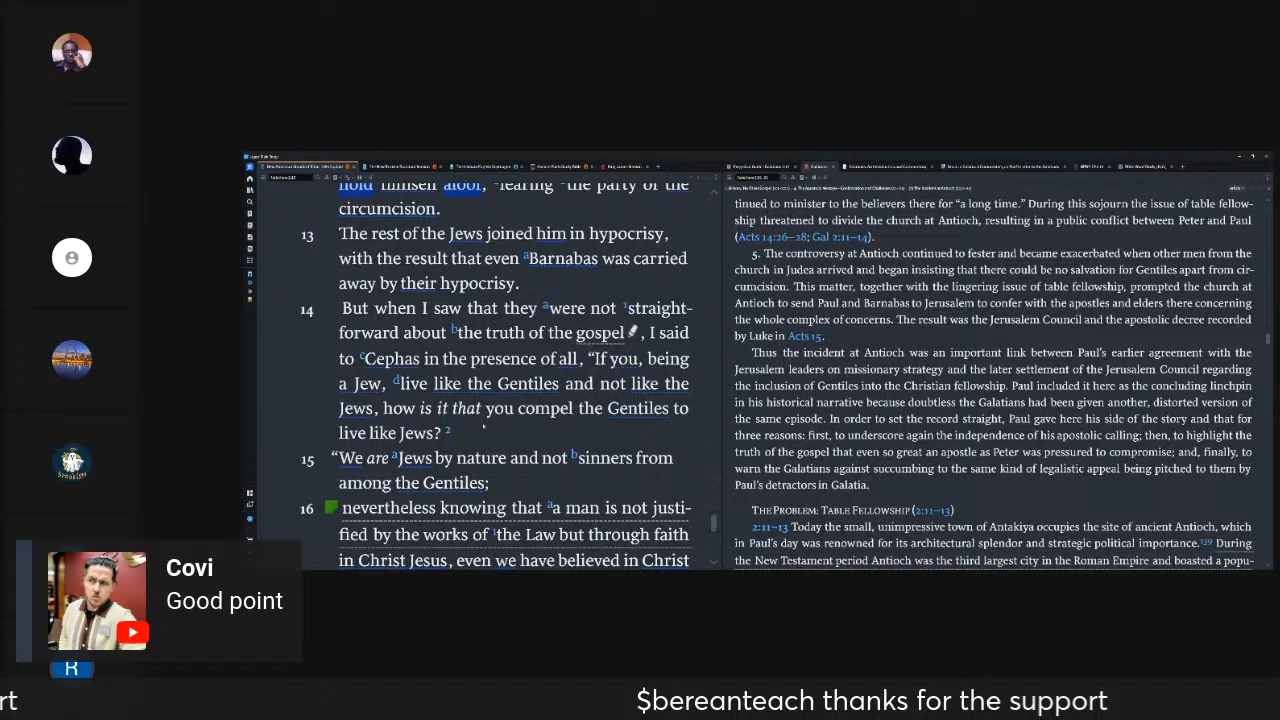 hold himself aloof, fearing the party of the
circumcision.
13 The rest of the Jews joined him in hypocrisy,
with the result that even aBarnabas was carried
away by their hypocrisy.
14 But when I saw that they awere not 1straight-
forward about bthe truth of the gospel, I said
to cCephas in the presence of all, “If you, being
a Jew, dlive like the Gentiles and not like the
Jews, how is it that you compel the Gentiles to
live like Jews? 2
15 “We are aJews by nature and not bsinners from
among the Gentiles;
16 nevertheless knowing that aa man is not justi-
fied by the works of 1the Law but through faith
in Christ Jesus, even we have believed in Christ
tinued to minister to the believers there for “a long time.” During this sojourn the issue of table fellow-
ship threatened to divide the church at Antioch, resulting in a public conflict between Peter and Paul
(Acts 14:26–28; Gal 2:11–14).
5. The controversy at Antioch continued to fester and became exacerbated when other men from the
church in Judea arrived and began insisting that there could be no salvation for Gentiles apart from cir-
cumcision. This matter, together with the lingering issue of table fellowship, prompted the church at
Antioch to send Paul and Barnabas to Jerusalem to confer with the apostles and elders there concerning
the whole complex of concerns. The result was the Jerusalem Council and the apostolic decree recorded
by Luke in Acts 15.
Thus the incident at Antioch was an important link between Paul’s earlier agreement with the
Jerusalem leaders on missionary strategy and the later settlement of the Jerusalem Council regarding
the inclusion of Gentiles into the Christian fellowship. Paul included it here as the concluding linchpin
in his historical narrative because doubtless the Galatians had been given another, distorted version of
the same episode. In order to set the record straight, Paul gave here his side of the story and that for
three reasons: first, to underscore again the independence of his apostolic calling; then, to highlight the
truth of the gospel that even so great an apostle as Peter was pressured to compromise; and, finally, to
warn the Galatians against succumbing to the same kind of legalistic appeal being pitched to them by
Paul’s detractors in Galatia.
THE PROBLEM: TABLE FELLOWSHIP (2:11–13)
2:11–13 Today the small, unimpressive town of Antakiya occupies the site of ancient Antioch, which
in Paul’s day was renowned for its architectural splendor and strategic political importance.139 During
the New Testament period Antioch was the third largest city in the Roman Empire and boasted a popu-
Covi
Good point
R
rt
$bereanteach thanks for the support